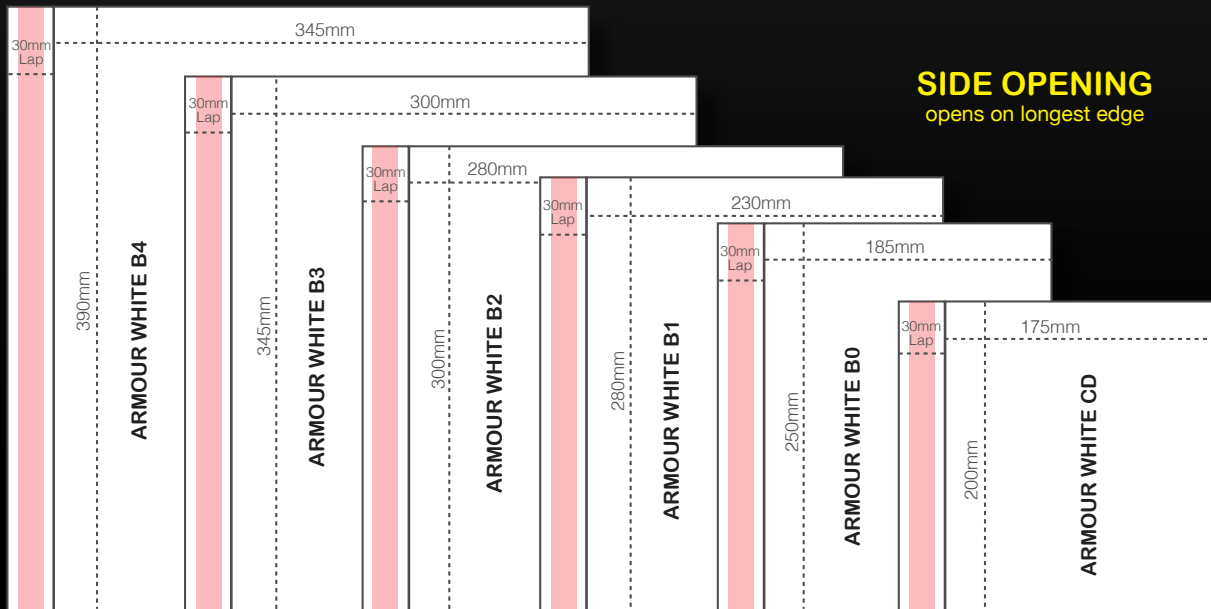 SIDE OPENING
opens on longest edge
30mm
Lap
345mm
390mm
ARMOUR WHITE B4
30mm
Lap
300mm
345mm
ARMOUR WHITE B3
30mm
Lap
280mm
300mm
ARMOUR WHITE B2
30mm
Lap
230mm
280mm
ARMOUR WHITE B1
30mm
Lap
185mm
250mm
ARMOUR WHITE B0
30mm
Lap
175mm
200mm
ARMOUR WHITE CD